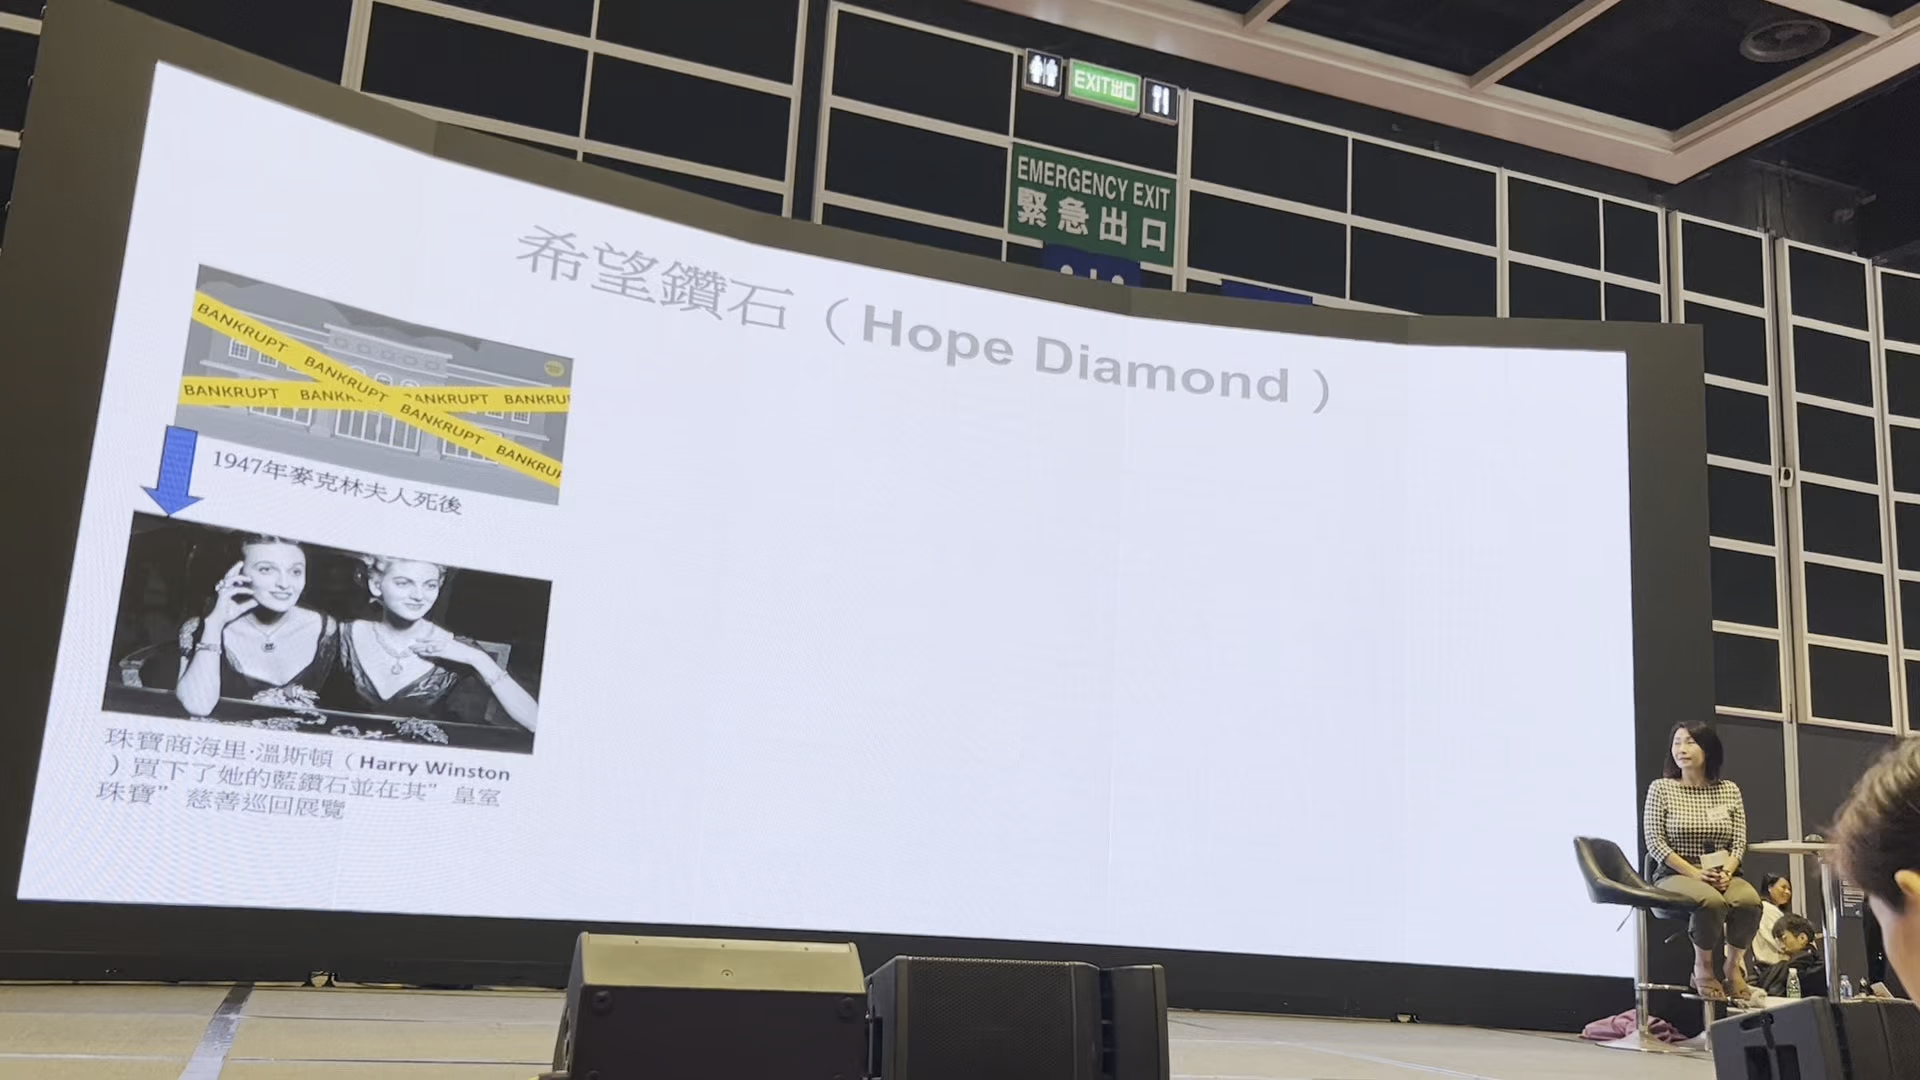 EXIT出口
EMERGENCY EXIT
緊急出口
希望鑽石（Hope Diamond ）
BANKRUPT BANKRUPT BANKRUPT BANKRUPT
BANKRUPT BANKR ANKRUPT BANKRU
1947年麥克林夫人死後
珠寶商海里·溫斯頓（Harry Winston
）買下了她的藍鑽石並在其”皇室
珠寶”慈善巡回展覽